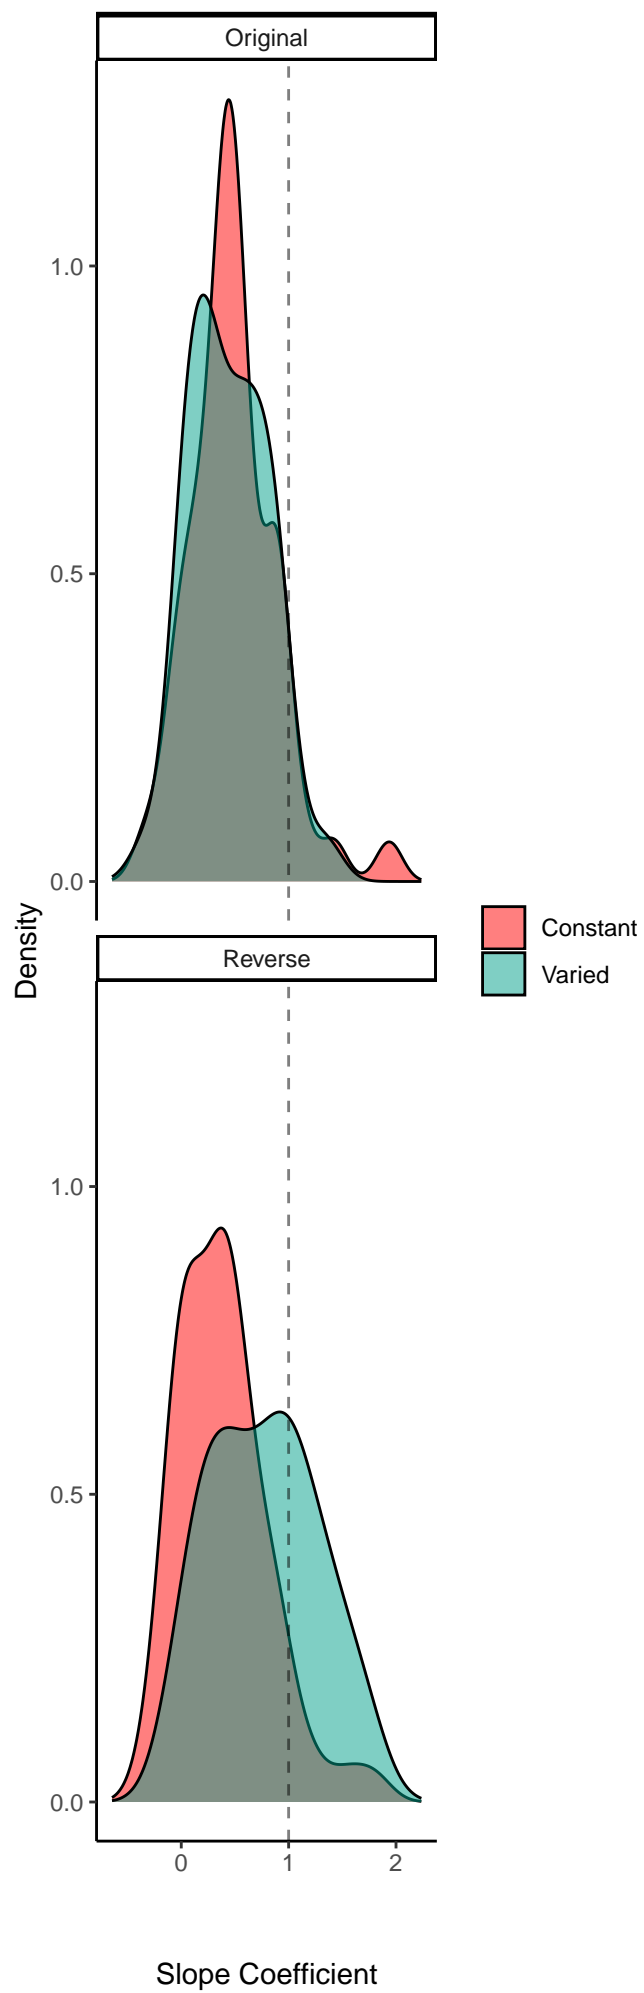 Original
1.0
0.5
0.0
Density
Constant
Varied
Reverse
1.0
0.5
0.0
0 1 2
Slope Coefficient